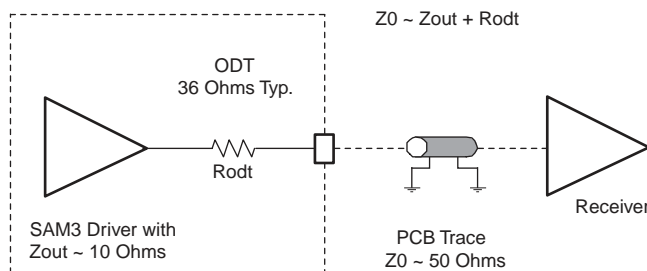 Z0 ~ Zout + Rodt
ODT
36 Ohms Typ.
Rodt
Receiver
SAM3 Driver with
Zout ~ 10 Ohms
PCB Trace
Z0 ~ 50 Ohms